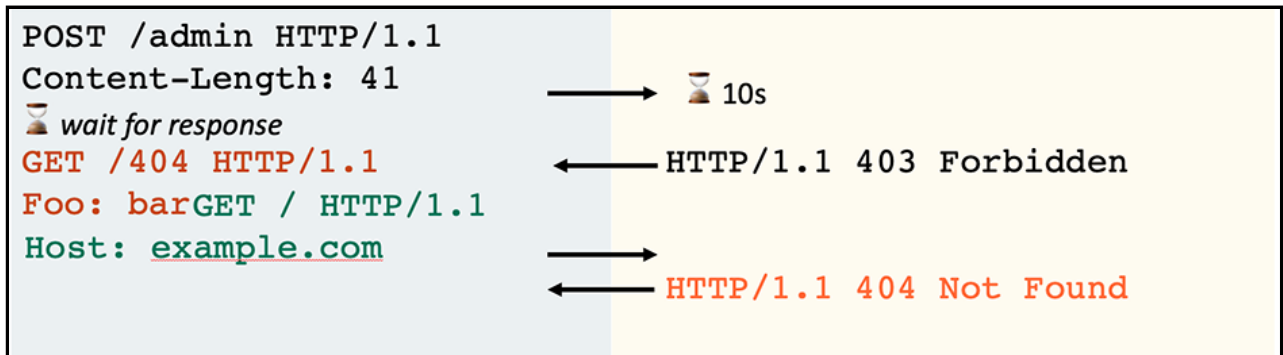 POST /admin HTTP/1.1
Content-Length: 41
⏳ 10s
⏳ wait for response
GET /404 HTTP/1.1
HTTP/1.1 403 Forbidden
Foo: barGET / HTTP/1.1
Host: example.com
HTTP/1.1 404 Not Found